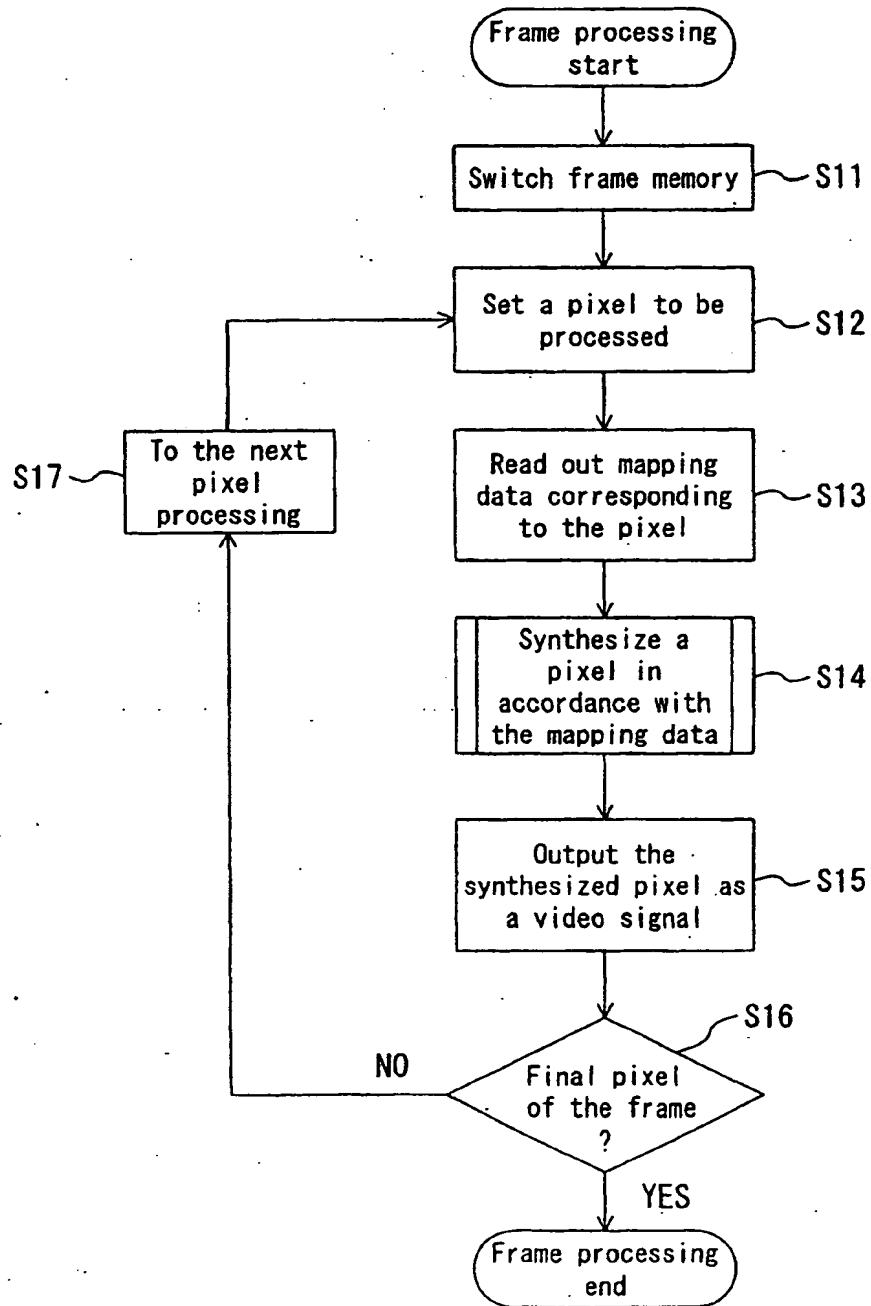 Frame processing
start
Switch frame memory
S11
Set a pixel to be
processed
S12
Read out mapping
data corresponding
to the pixel
S13
Synthesize a
pixel in
accordance with
the mapping data
S14
Output the
synthesized pixel as
a video signal
S15
Final pixel
of the frame
?
S16
NO
YES
To the next
pixel
processing
S17
Frame processing
end